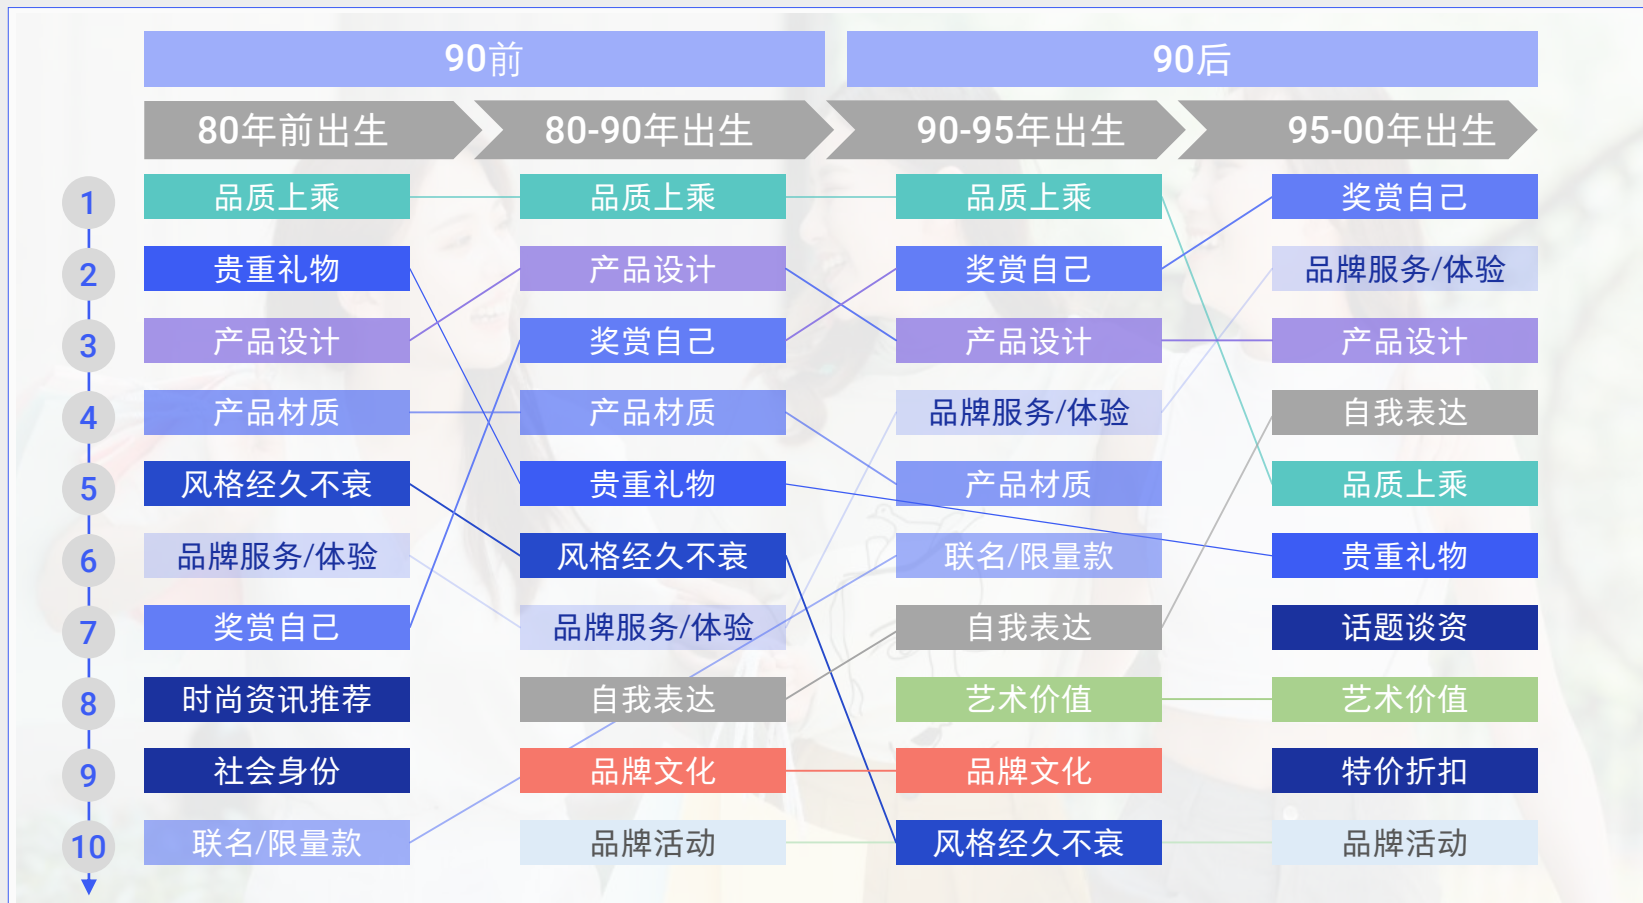 90前 90后
80年前出生 80-90年出生 90-95年出生 95-00年出生
1 品质上乘 品质上乘 品质上乘 奖赏自己
2 贵重礼物 产品设计 奖赏自己 品牌服务/体验
3 产品设计 奖赏自己 产品设计 产品设计
4 产品材质 产品材质 品牌服务/体验 自我表达
5 风格经久不衰 贵重礼物 产品材质 品质上乘
6 品牌服务/体验 风格经久不衰 联名/限量款 贵重礼物
7 奖赏自己 品牌服务/体验 自我表达 话题谈资
8 时尚资讯推荐 自我表达 艺术价值 艺术价值
9 社会身份 品牌文化 品牌文化 特价折扣
10 联名/限量款 品牌活动 风格经久不衰 品牌活动